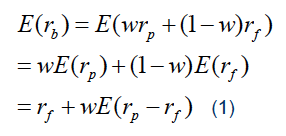 E(r_b) = E(wr_p + (1 − w)r_f)
= wE(r_p) + (1 − w)E(r_f)
= r_f + wE(r_p − r_f) (1)